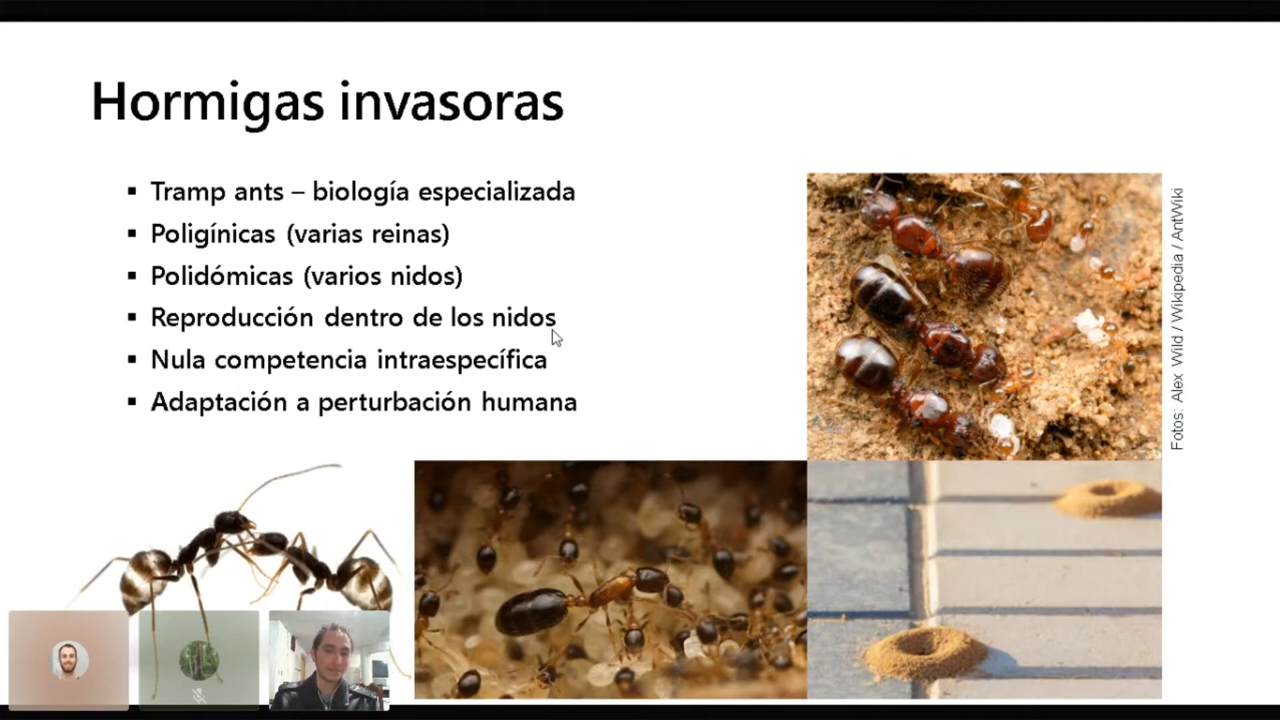 Hormigas invasoras
▪ Tramp ants – biología especializada
▪ Poligínicas (varias reinas)
▪ Polidómicas (varios nidos)
▪ Reproducción dentro de los nidos
▪ Nula competencia intraespecífica
▪ Adaptación a perturbación humana
Fotos: Alex Wild / Wikipedia / AntWiki